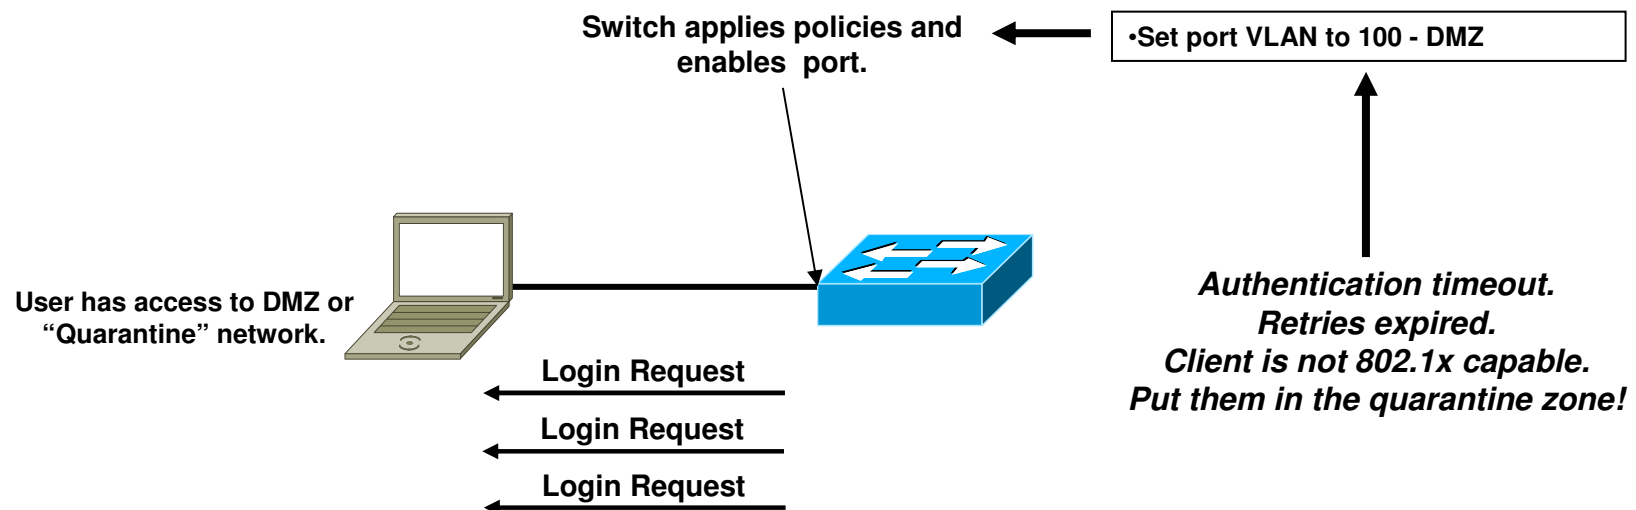 Switch applies policies and
enables port.
•Set port VLAN to 100 - DMZ
User has access to DMZ or
“Quarantine” network.
Authentication timeout.
Retries expired.
Client is not 802.1x capable.
Put them in the quarantine zone!
Login Request
Login Request
Login Request